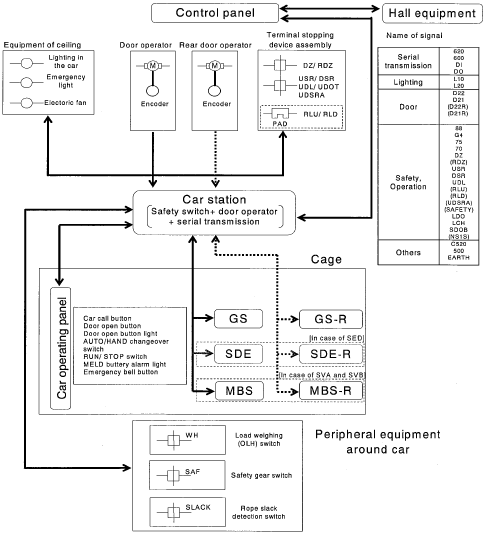 Control panel
Hall equipment
Equipment of ceiling
Lighting in
the car
Emergency
light
Electric fan
Door operator
M
Encoder
Rear door operator
M
Encoder
Terminal stopping
device assembly
DZ/ RDZ
USR/ DSR
UDL/ UDOT
UDSRA
RLU/ RLD
PAD
Name of signal
Serial
transmission
620
600
DI
DO
Lighting
L10
L20
Door
D22
D21
(D22R)
(D21R)
Safety,
Operation
88
G4
75
70
DZ
(RDZ)
USR
DSR
UDL
(RLU)
(RLD)
(UDSRA)
(SAFETY)
LDO
LCH
SDOB
(NS1S)
Others
C520
500
EARTH
Car station
Safety switch+ door operator
+ serial transmission
Cage
Car operating panel
Car call button
Door open button
Door open button light
AUTO/HAND changeover
switch
RUN/ STOP switch
MELD buttery alarm light
Emergency bell button
GS
GS-R
[in case of SED]
SDE
SDE-R
[In case of SVA and SVB]
MBS
MBS-R
Peripheral equipment
around car
WH
Load weighing
(OLH) switch
SAF
Safety gear switch
SLACK
Rope slack
detection switch